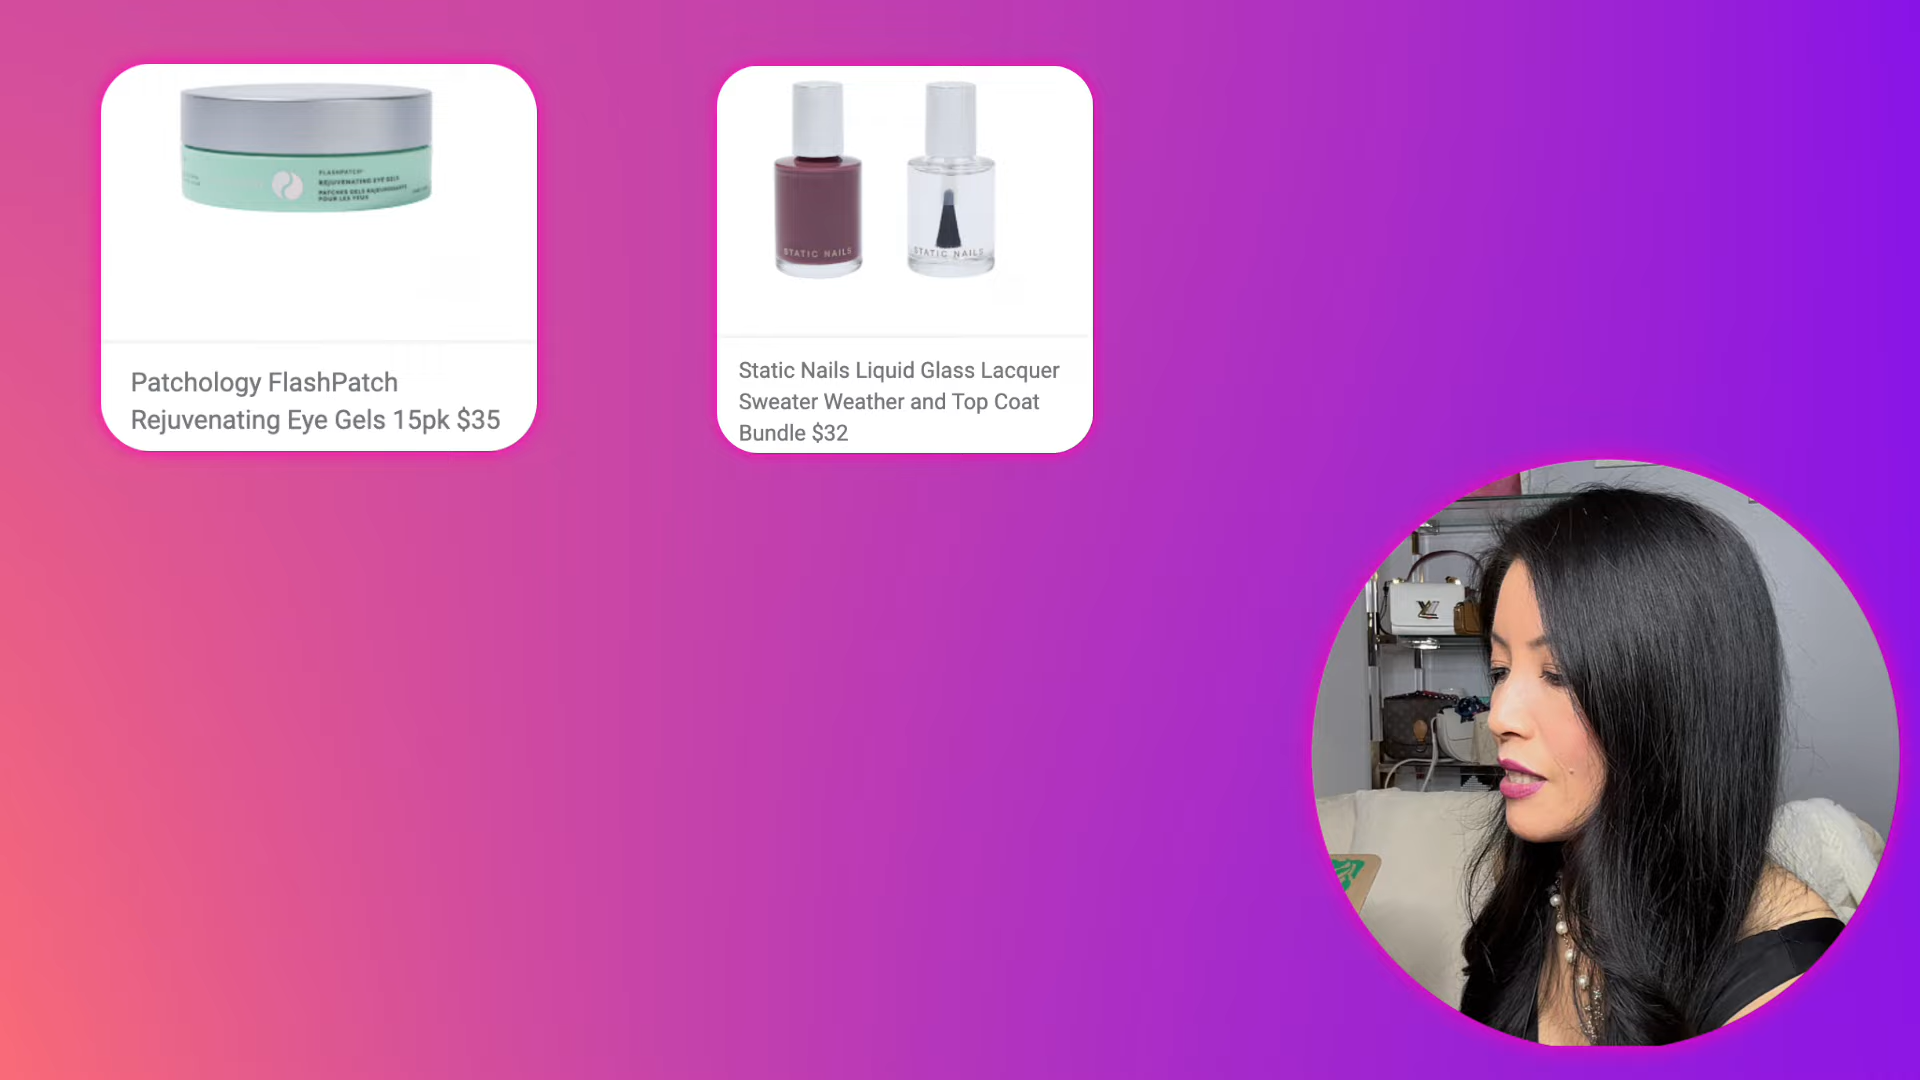 FLASHPATCH®
REJUVENATING EYE GELS
PATCHES GELS RAJEUNISSANTS
POUR LES YEUX
Patchology FlashPatch
Rejuvenating Eye Gels 15pk $35
STATIC NAILS
STATIC NAILS
Static Nails Liquid Glass Lacquer
Sweater Weather and Top Coat
Bundle $32